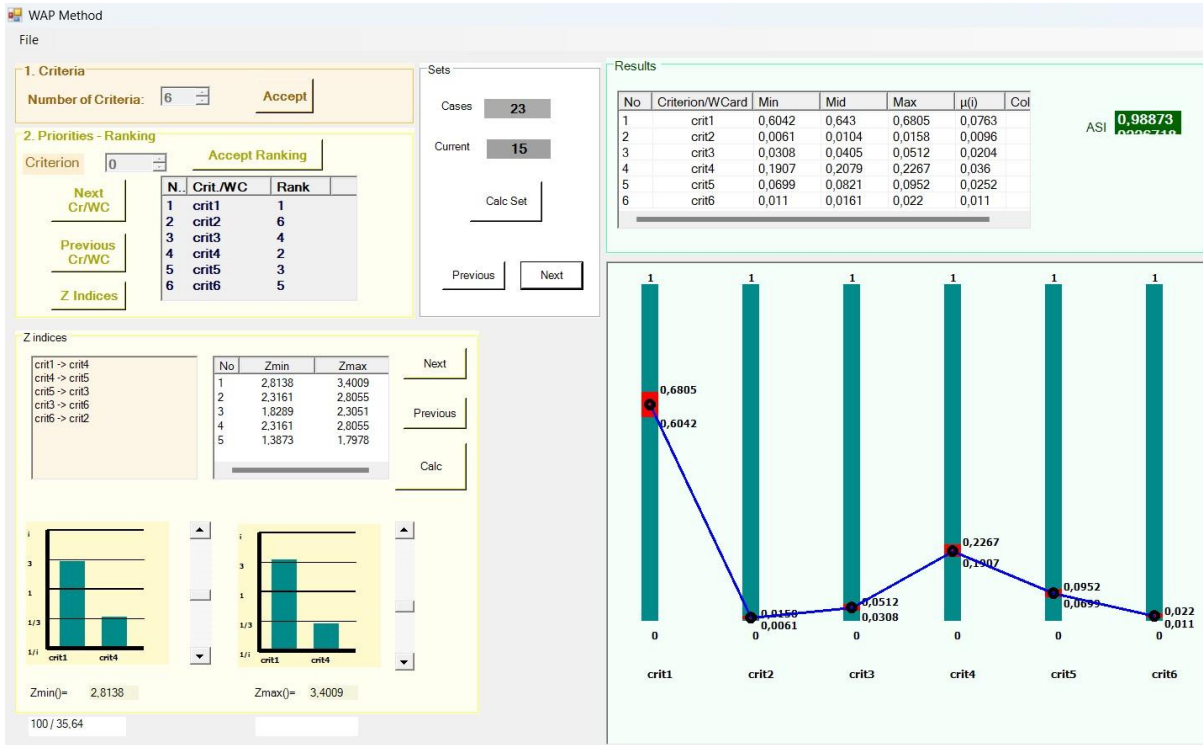 WAP Method
File
1. Criteria
Number of Criteria: 6 Accept
2. Priorities - Ranking
Criterion 0 Accept Ranking
Next Cr/WC
Previous Cr/WC
Z Indices
N.. Crit./WC Rank
1 crit1 1
2 crit2 6
3 crit3 4
4 crit4 2
5 crit5 3
6 crit6 5
Sets
Cases 23
Current 15
Calc Set
Previous Next
Z indices
crit1 -> crit4
crit4 -> crit5
crit5 -> crit3
crit3 -> crit6
crit6 -> crit2
No Zmin Zmax
1 2,8138 3,4009
2 2,3161 2,8055
3 1,8289 2,3051
4 2,3161 2,8055
5 1,3873 1,7978
Next
Previous
Calc
i
3
1
1/3
1/i
crit1 crit4
i
3
1
1/3
1/i
crit1 crit4
Zmin()= 2,8138 Zmax()= 3,4009
100 / 35,64
Results
No Criterion/WCard Min Mid Max µ(i) Col
1 crit1 0,6042 0,643 0,6805 0,0763
2 crit2 0,0061 0,0104 0,0158 0,0096
3 crit3 0,0308 0,0405 0,0512 0,0204
4 crit4 0,1907 0,2079 0,2267 0,036
5 crit5 0,0699 0,0821 0,0952 0,0252
6 crit6 0,011 0,0161 0,022 0,011
ASI 0,98873
1 1 1 1 1 1
0,6805
0,6042
0,0158
0,0061
0,0512
0,0308
0,2267
0,1907
0,0952
0,0699
0,022
0,011
0 0 0 0 0 0
crit1 crit2 crit3 crit4 crit5 crit6